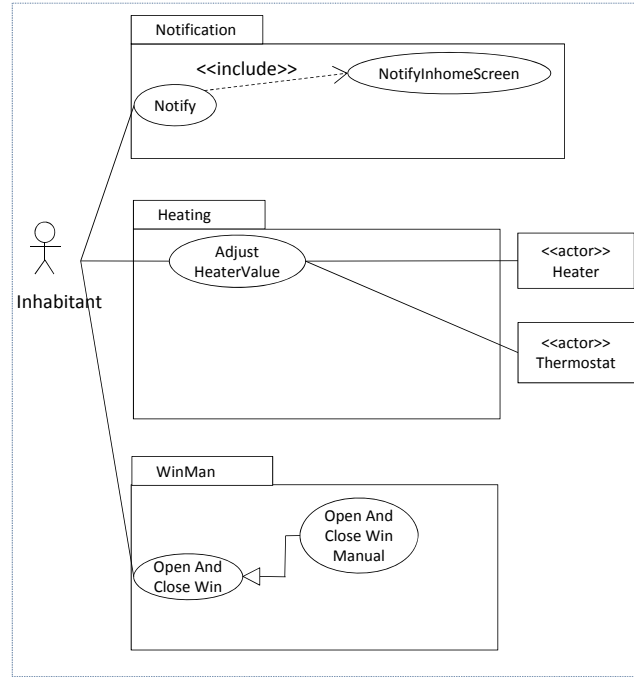 Notification
<<include>>
NotifyInhomeScreen
Notify
Inhabitant
Heating
Adjust
HeaterValue
<<actor>>
Heater
<<actor>>
Thermostat
WinMan
Open And
Close Win
Manual
Open And
Close Win